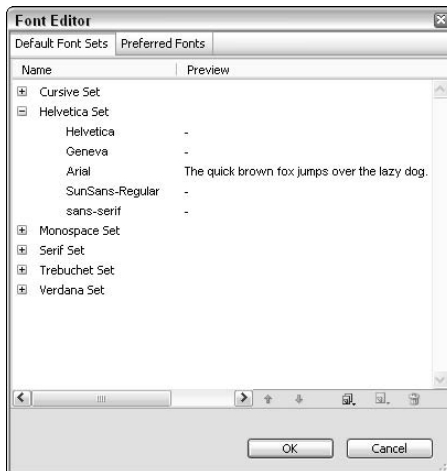 Font Editor
Default Font Sets Preferred Fonts
Name Preview
Cursive Set
Helvetica Set
Helvetica -
Geneva -
Arial The quick brown fox jumps over the lazy dog.
SunSans-Regular -
sans-serif -
Monospace Set
Serif Set
Trebuchet Set
Verdana Set
OK Cancel